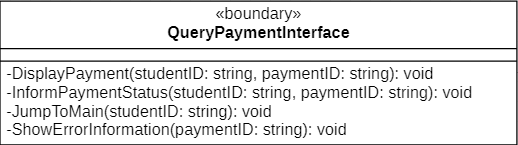 «boundary»
QueryPaymentInterface
-DisplayPayment(studentID: string, paymentID: string): void
-InformPaymentStatus(studentID: string, paymentID: string): void
-JumpToMain(studentID: string): void
-ShowErrorInformation(paymentID: string): void